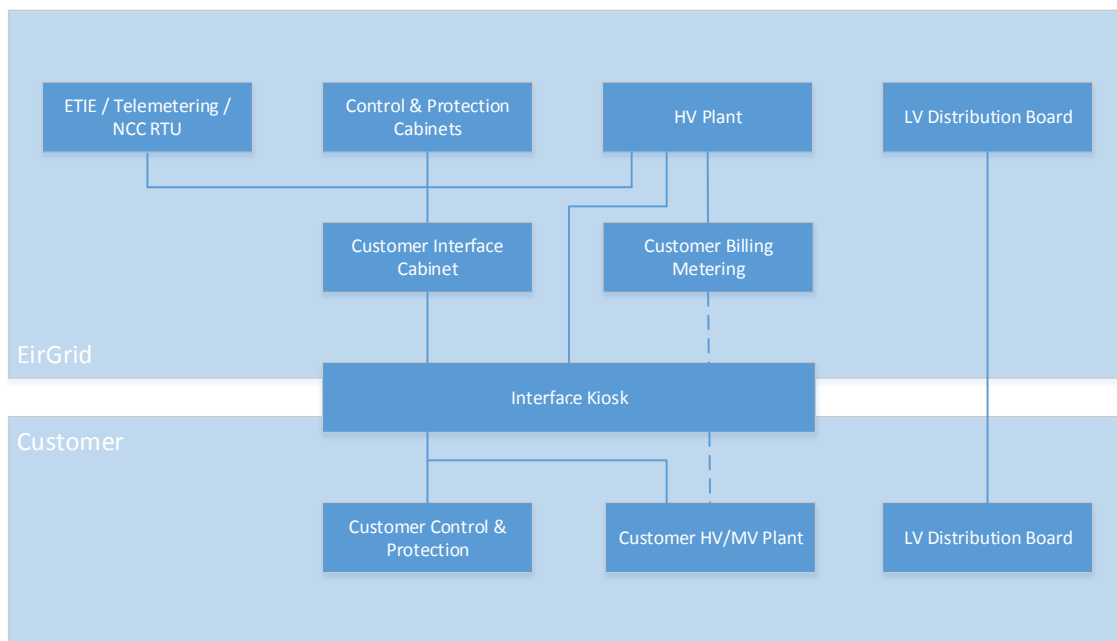 ETIE / Telemetering /
NCC RTU
Control & Protection
Cabinets
HV Plant
LV Distribution Board
Customer Interface
Cabinet
Customer Billing
Metering
EirGrid
Interface Kiosk
Customer
Customer Control &
Protection
Customer HV/MV Plant
LV Distribution Board